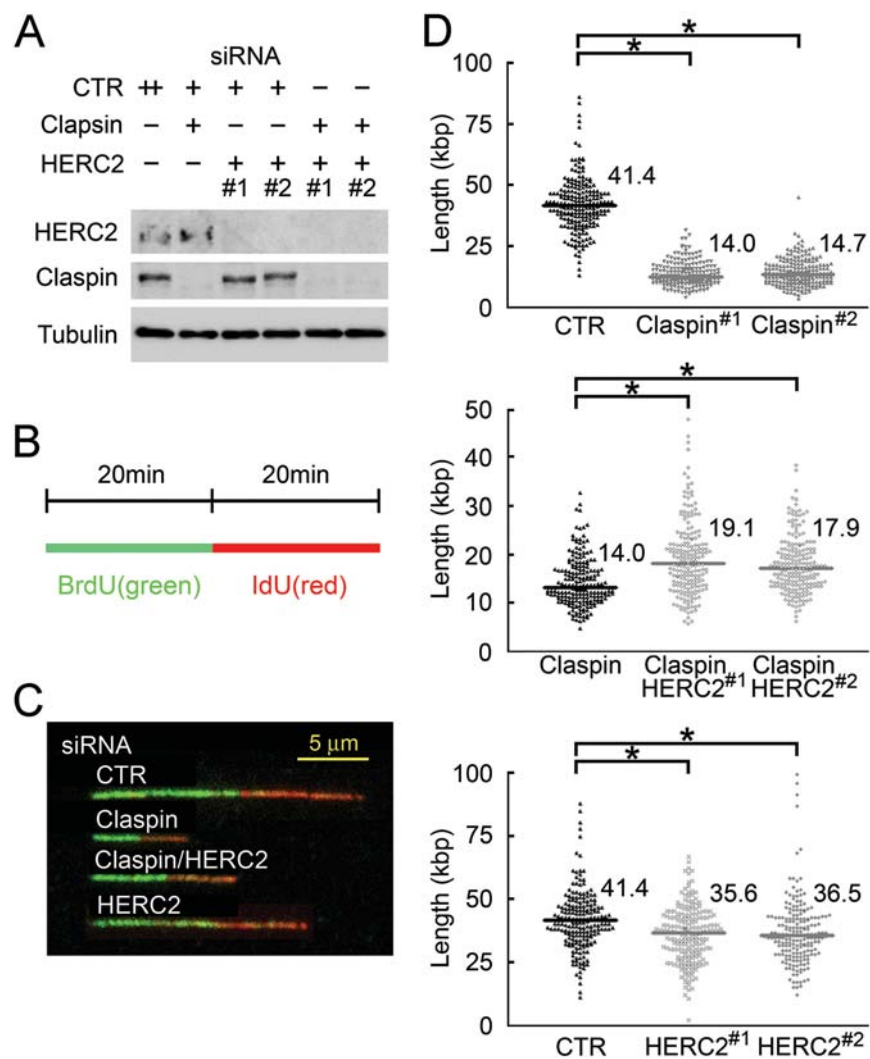 A
siRNA
CTR ++ + + + – –
Clapsin – + – – + +
HERC2 – – + + + +
#1 #2 #1 #2
HERC2
Claspin
Tubulin
B
20min 20min
BrdU(green) IdU(red)
C
siRNA
5 µm
CTR
Claspin
Claspin/HERC2
HERC2
D
* *
Length (kbp)
100
75
50
25
0
41.4 14.0 14.7
CTR Claspin#1 Claspin#2
* *
Length (kbp)
50
40
30
20
10
0
14.0 19.1 17.9
Claspin Claspin Claspin
HERC2#1 HERC2#2
* *
Length (kbp)
100
75
50
25
0
41.4 35.6 36.5
CTR HERC2#1 HERC2#2